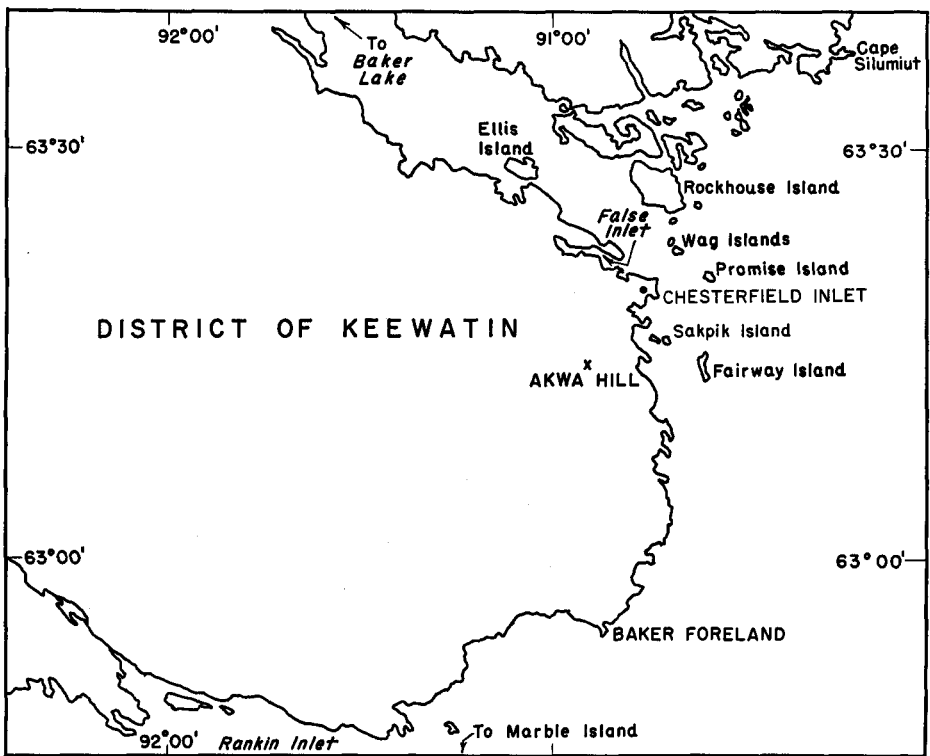 92°00'
91°00'
To
Baker
Lake
Cape
Silumiut
Ellis
Island
63°30'
63°30'
Rockhouse Island
False
Inlet
Wag Islands
Promise Island
CHESTERFIELD INLET
DISTRICT OF KEEWATIN
Sakpik Island
AKWA HILL
x
Fairway Island
63°00'
63°00'
BAKER FORELAND
92°00'
Rankin Inlet
To Marble Island